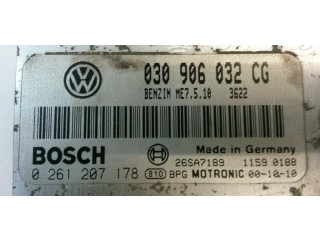 030 906 032 CG
BENZIN ME7.5.10 3622
Made in Germany
BOSCH
26SA7189 1159 0188
0 261 207 178 810 BPG MOTRONIC 00-10-10